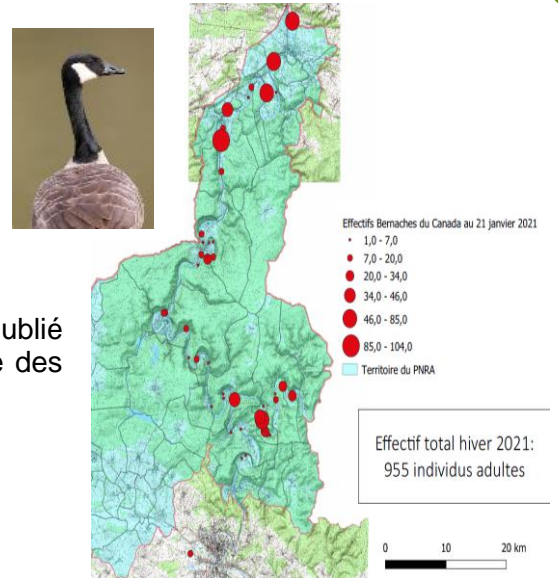 Effectifs Bernaches du Canada au 21 janvier 2021
1,0 - 7,0
7,0 - 20,0
20,0 - 34,0
34,0 - 46,0
46,0 - 85,0
85,0 - 104,0
Territoire du PNRA
ublié
e des
Effectif total hiver 2021:
955 individus adultes
0 10 20 km